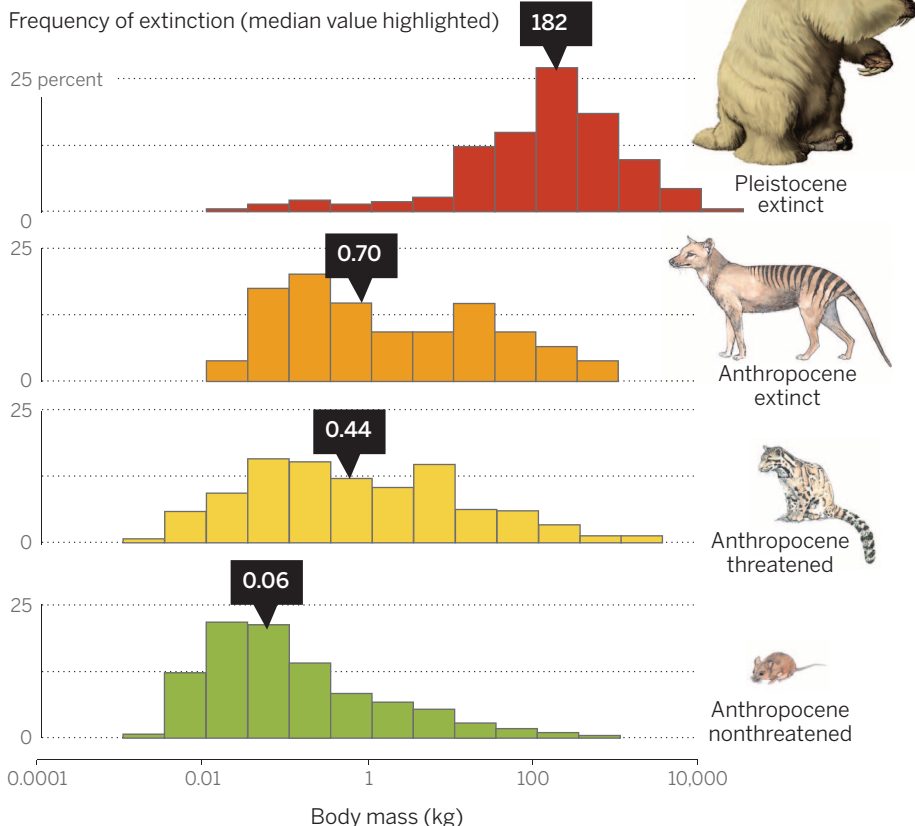 Frequency of extinction (median value highlighted)
182
25 percent
0
Pleistocene
extinct
25
0.70
0
Anthropocene
extinct
25
0.44
0
Anthropocene
threatened
25
0.06
0
Anthropocene
nonthreatened
0.0001 0.01 1 100 10,000
Body mass (kg)